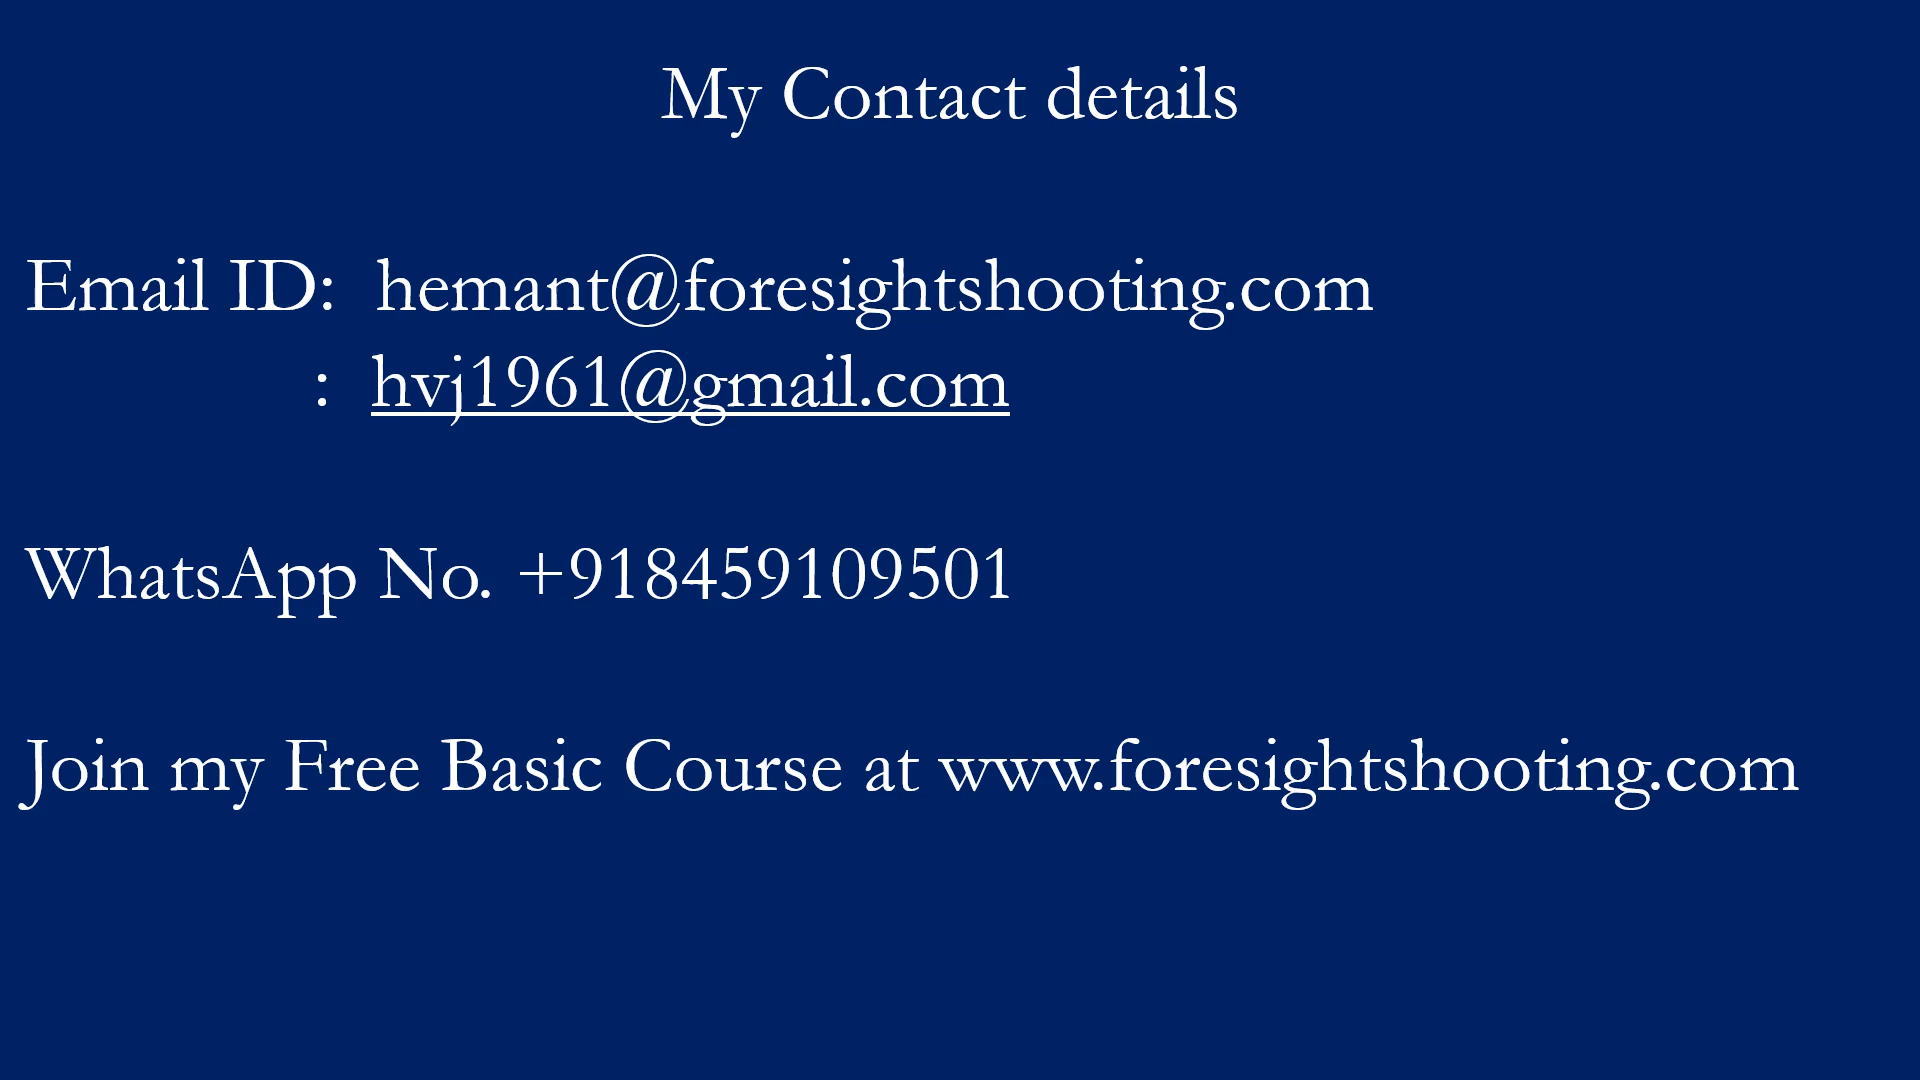 My Contact details
Email ID: hemant@foresightshooting.com
: hvj1961@gmail.com
WhatsApp No. +918459109501
Join my Free Basic Course at www.foresightshooting.com